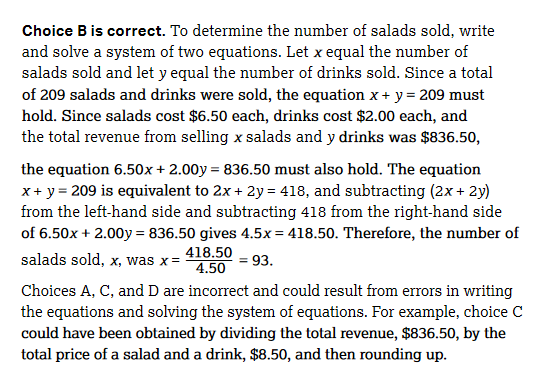 Choice B is correct. To determine the number of salads sold, write
and solve a system of two equations. Let x equal the number of
salads sold and let y equal the number of drinks sold. Since a total
of 209 salads and drinks were sold, the equation x + y = 209 must
hold. Since salads cost $6.50 each, drinks cost $2.00 each, and
the total revenue from selling x salads and y drinks was $836.50,
the equation 6.50x + 2.00y = 836.50 must also hold. The equation
x + y = 209 is equivalent to 2x + 2y = 418, and subtracting (2x + 2y)
from the left-hand side and subtracting 418 from the right-hand side
of 6.50x + 2.00y = 836.50 gives 4.5x = 418.50. Therefore, the number of
salads sold, x, was x = 418.50/4.50 = 93.
Choices A, C, and D are incorrect and could result from errors in writing
the equations and solving the system of equations. For example, choice C
could have been obtained by dividing the total revenue, $836.50, by the
total price of a salad and a drink, $8.50, and then rounding up.